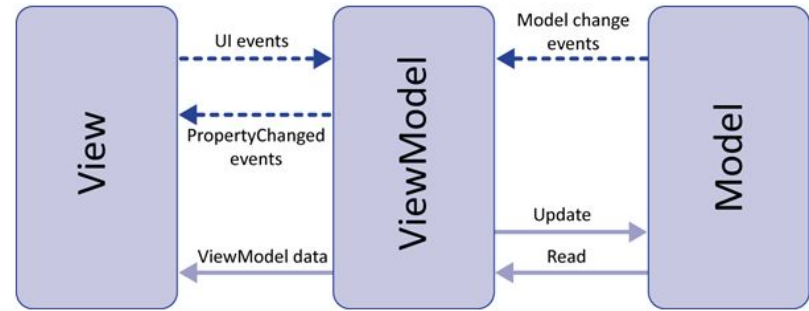 View
UI events
PropertyChanged
events
ViewModel data
ViewModel
Model change
events
Update
Read
Model